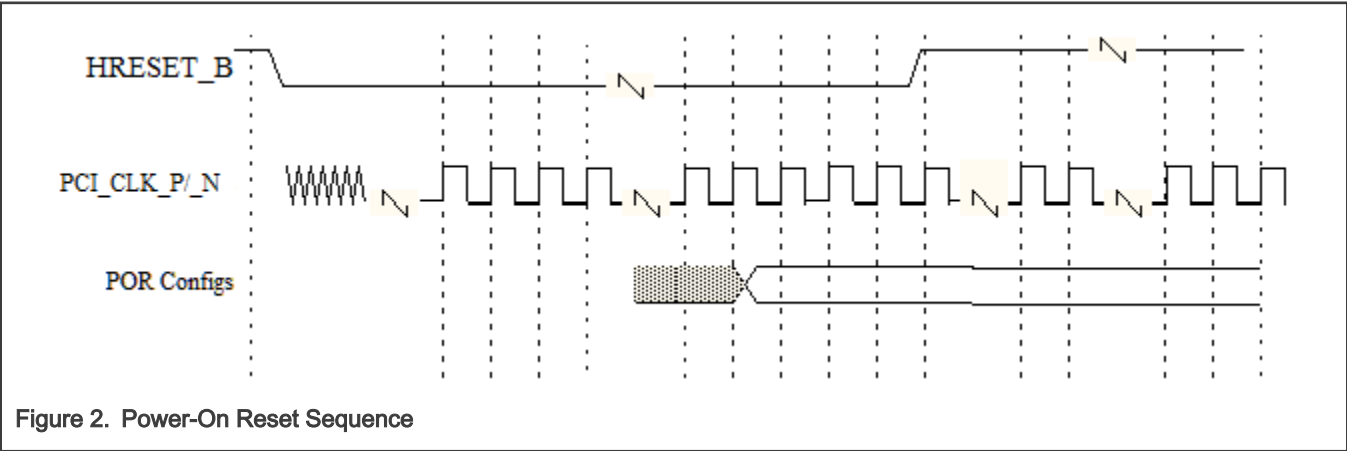 HRESET_B
PCI_CLK_P/_N
POR Configs
Figure 2. Power-On Reset Sequence